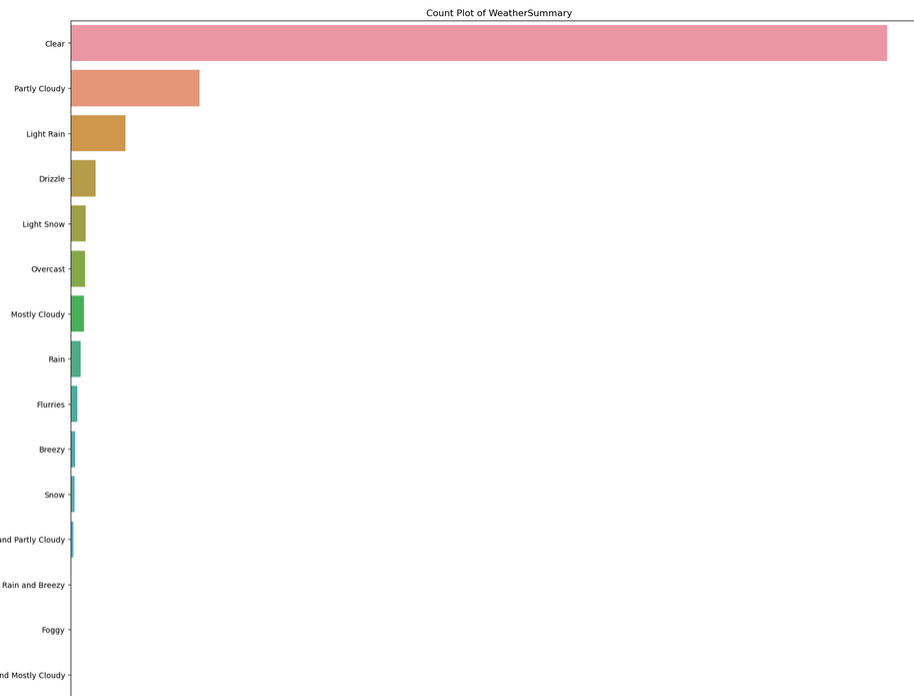 Count Plot of WeatherSummary
Clear
Partly Cloudy
Light Rain
Drizzle
Light Snow
Overcast
Mostly Cloudy
Rain
Flurries
Breezy
Snow
and Partly Cloudy
Rain and Breezy
Foggy
Mostly Cloudy